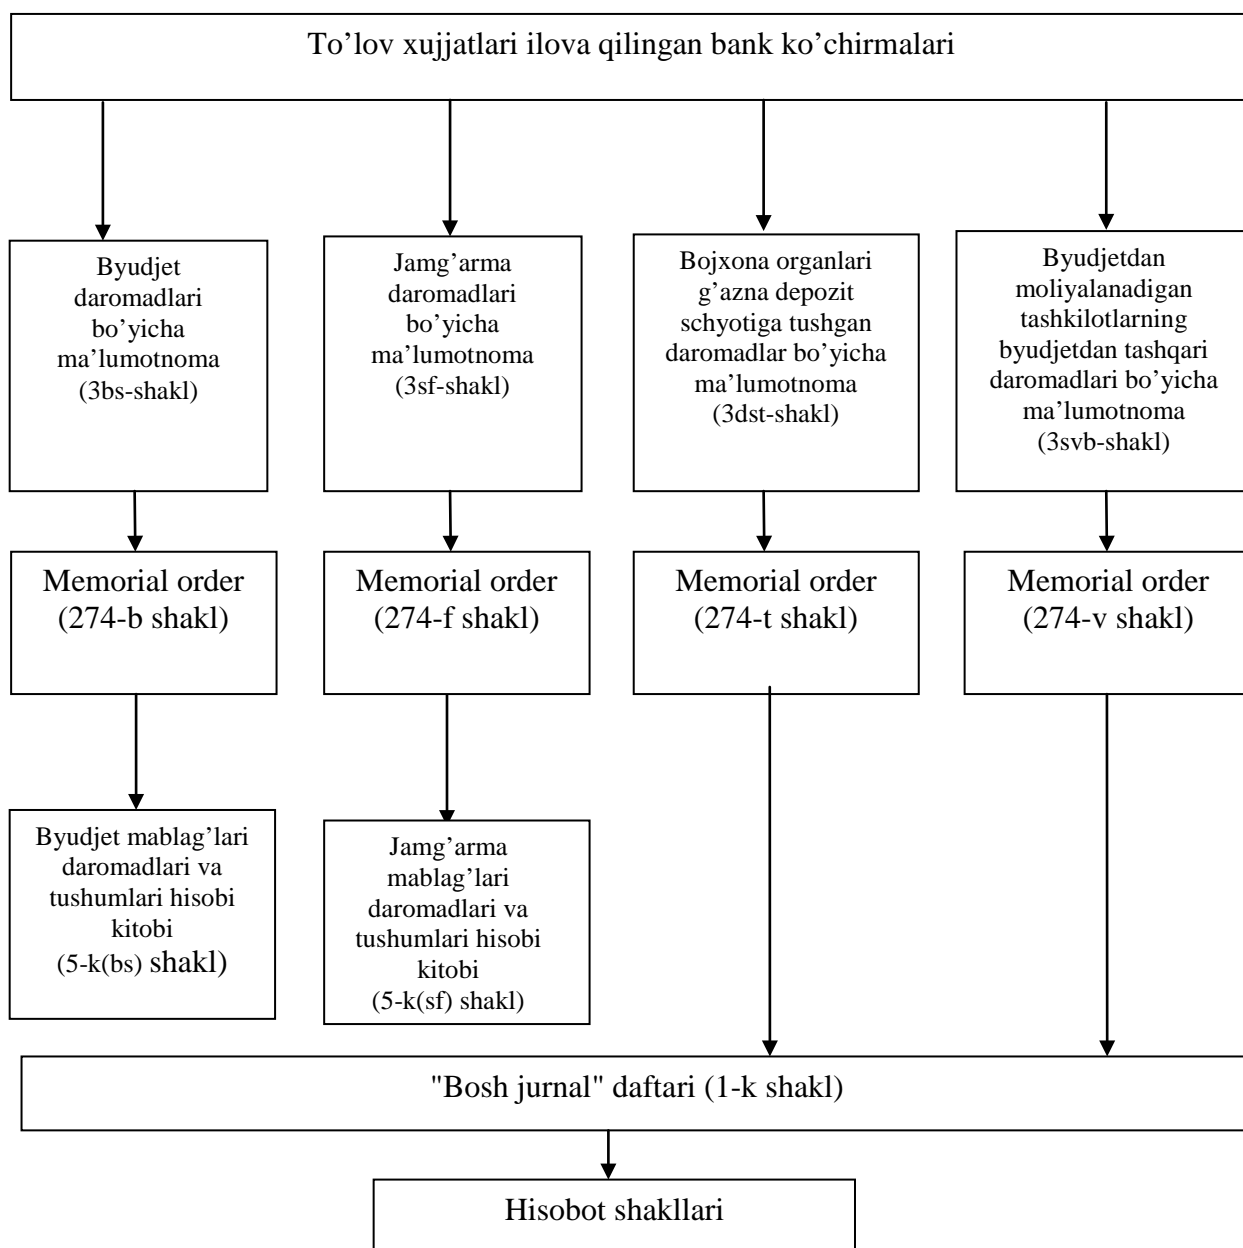 To’lov xujjatlari ilova qilingan bank ko’chirmalari
Byudjet
daromadlari
bo’yicha
ma’lumotnoma
(3bs-shakl)
Jamg’arma
daromadlari
bo’yicha
ma’lumotnoma
(3sf-shakl)
Bojxona organlari
g’azna depozit
schyotiga tushgan
daromadlar bo’yicha
ma’lumotnoma
(3dst-shakl)
Byudjetdan
moliyalanadigan
tashkilotlarning
byudjetdan tashqari
daromadlari bo’yicha
ma’lumotnoma
(3svb-shakl)
Memorial order
(274-b shakl)
Memorial order
(274-f shakl)
Memorial order
(274-t shakl)
Memorial order
(274-v shakl)
Byudjet mablag’lari
daromadlari va
tushumlari hisobi
kitobi
(5-k(bs) shakl)
Jamg’arma
mablag’lari
daromadlari va
tushumlari hisobi
kitobi
(5-k(sf) shakl)
"Bosh jurnal" daftari (1-k shakl)
Hisobot shakllari